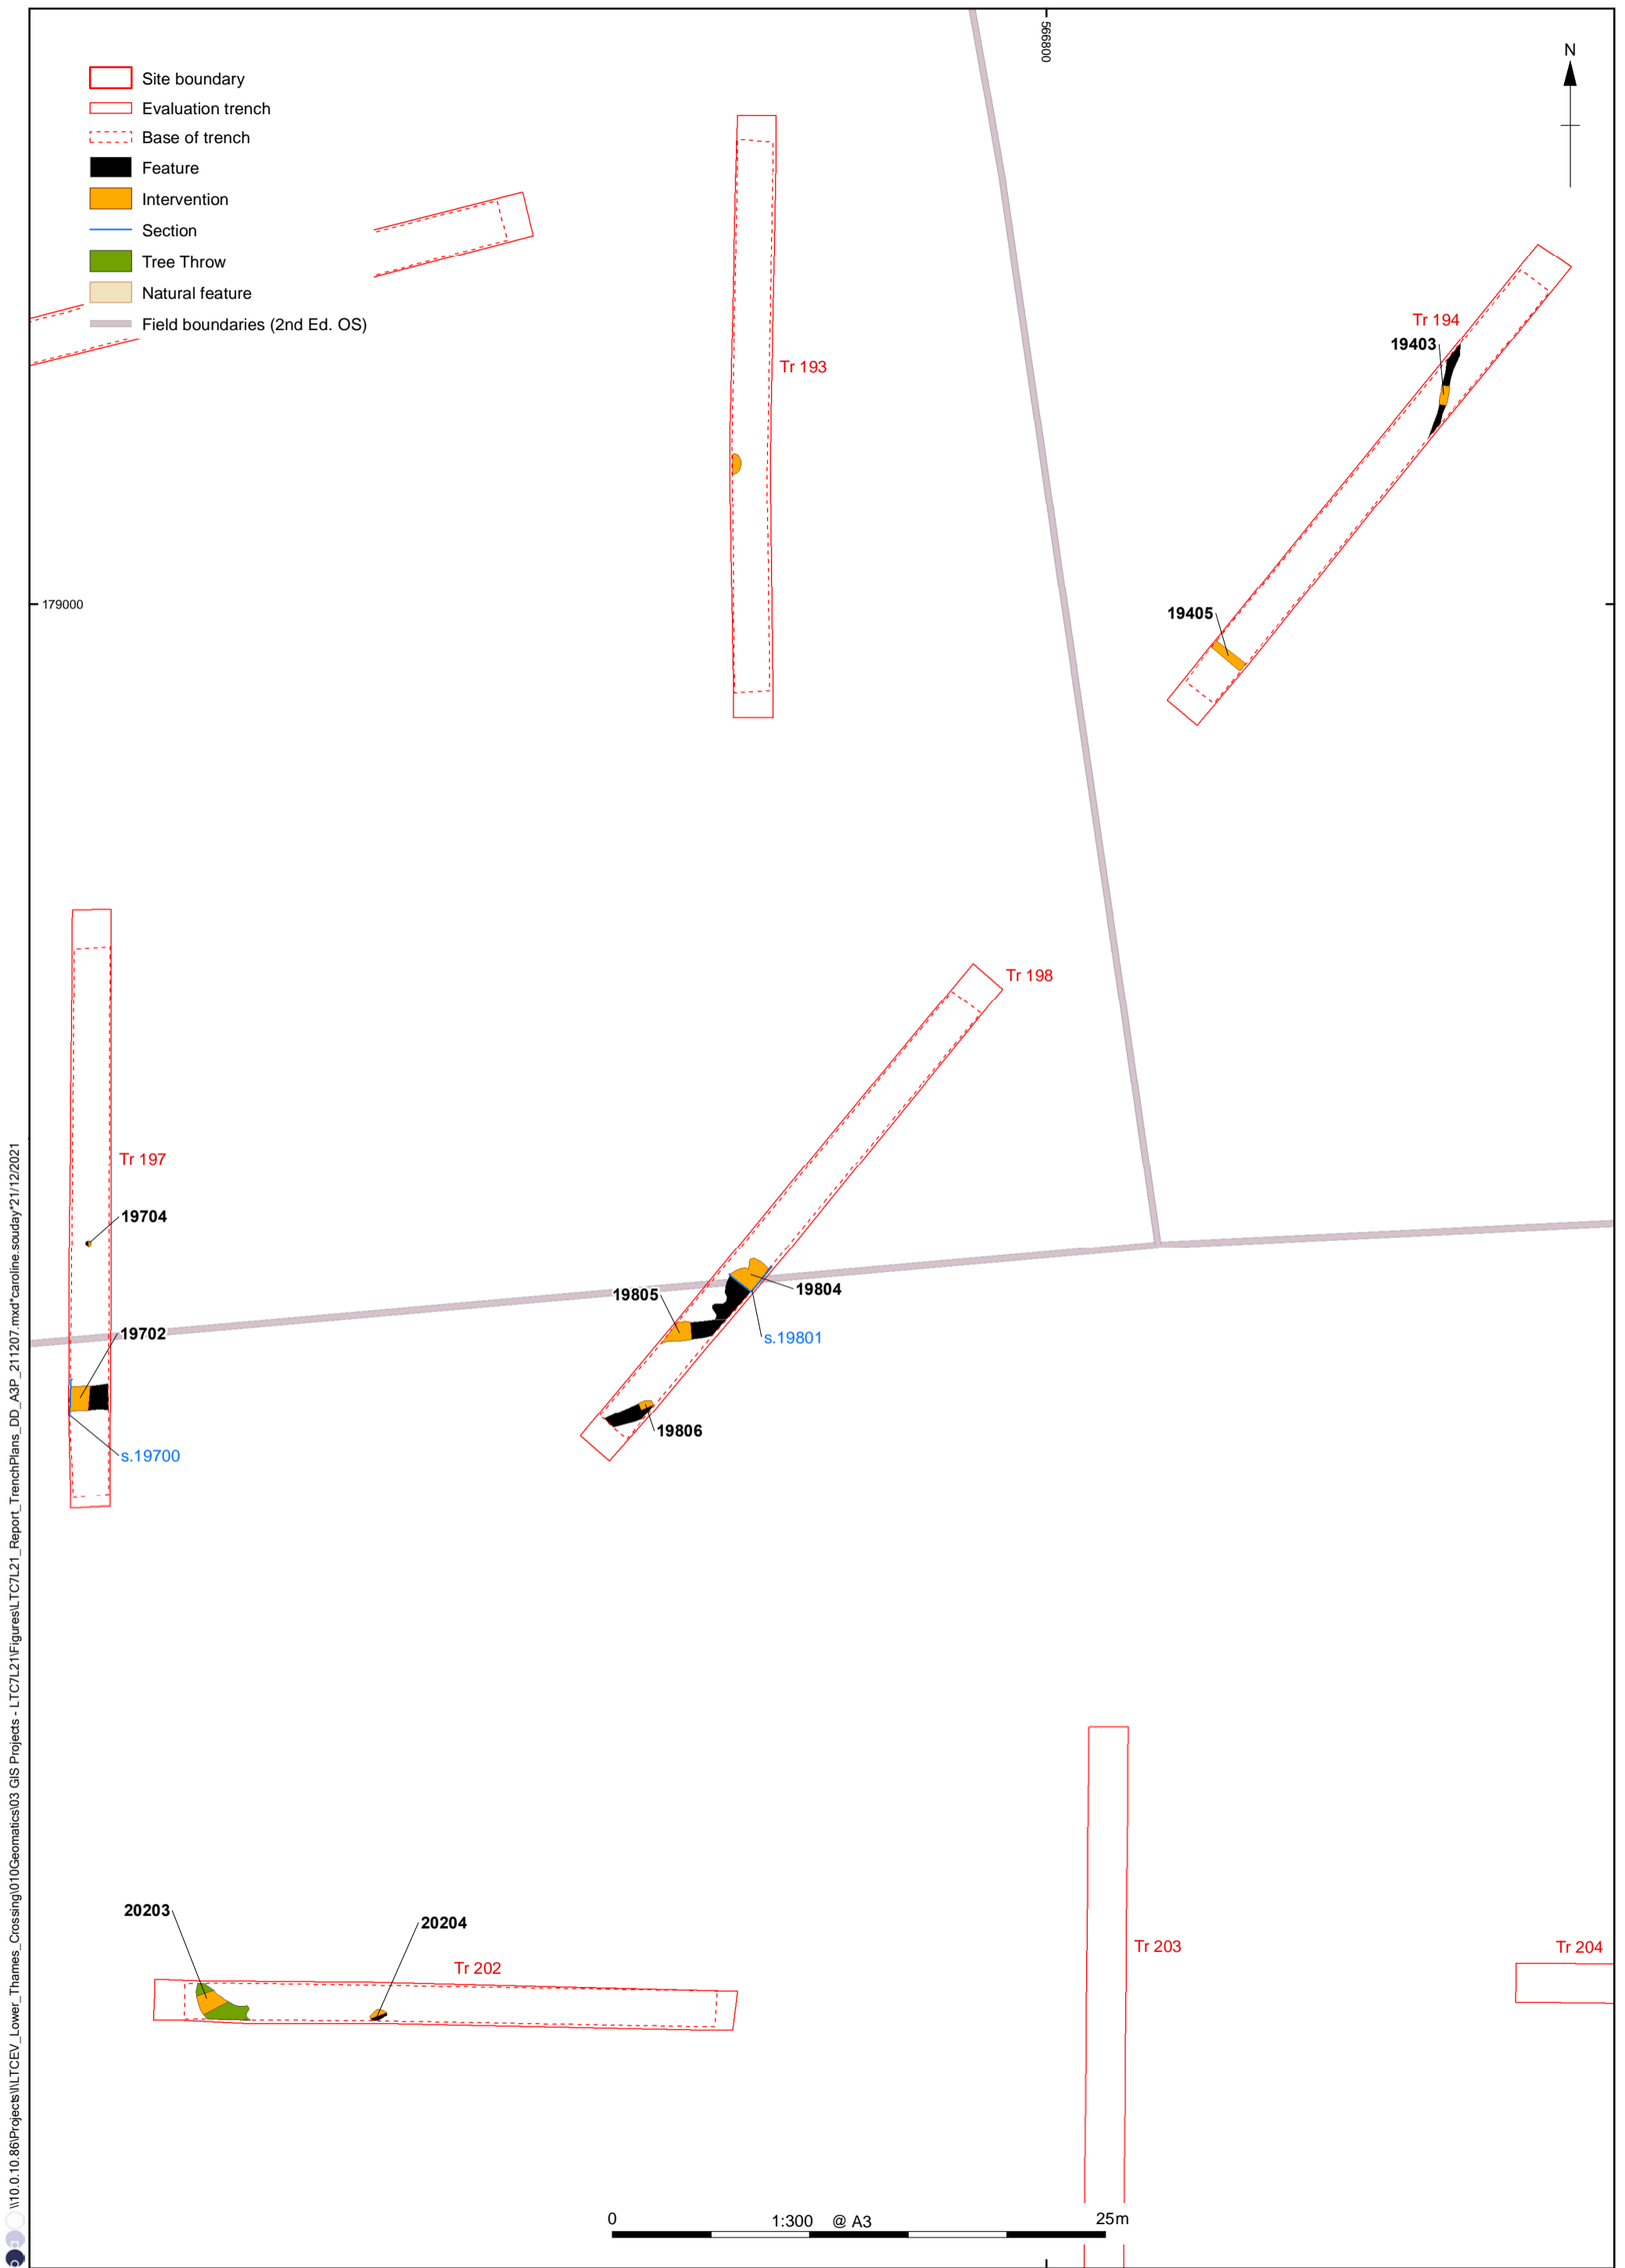 566800
N
Site boundary
Evaluation trench
Base of trench
Feature
Intervention
Section
Tree Throw
Natural feature
Field boundaries (2nd Ed. OS)
Tr 194
19403
Tr 193
179000
19405
Tr 198
Tr 197
19704
19804
19805
19702
s.19801
19806
s.19700
20203
20204
Tr 202
Tr 203
Tr 204
0 1:300 @ A3 25m
\\10.0.10.86\Projects\l\LTCEV_Lower_Thames_Crossing\010Geomatics\03 GIS Projects - LTC7L21\Figures\LTC7L21_Report_TrenchPlans_DD_A3P_211207.mxd*caroline.souday*21/12/2021